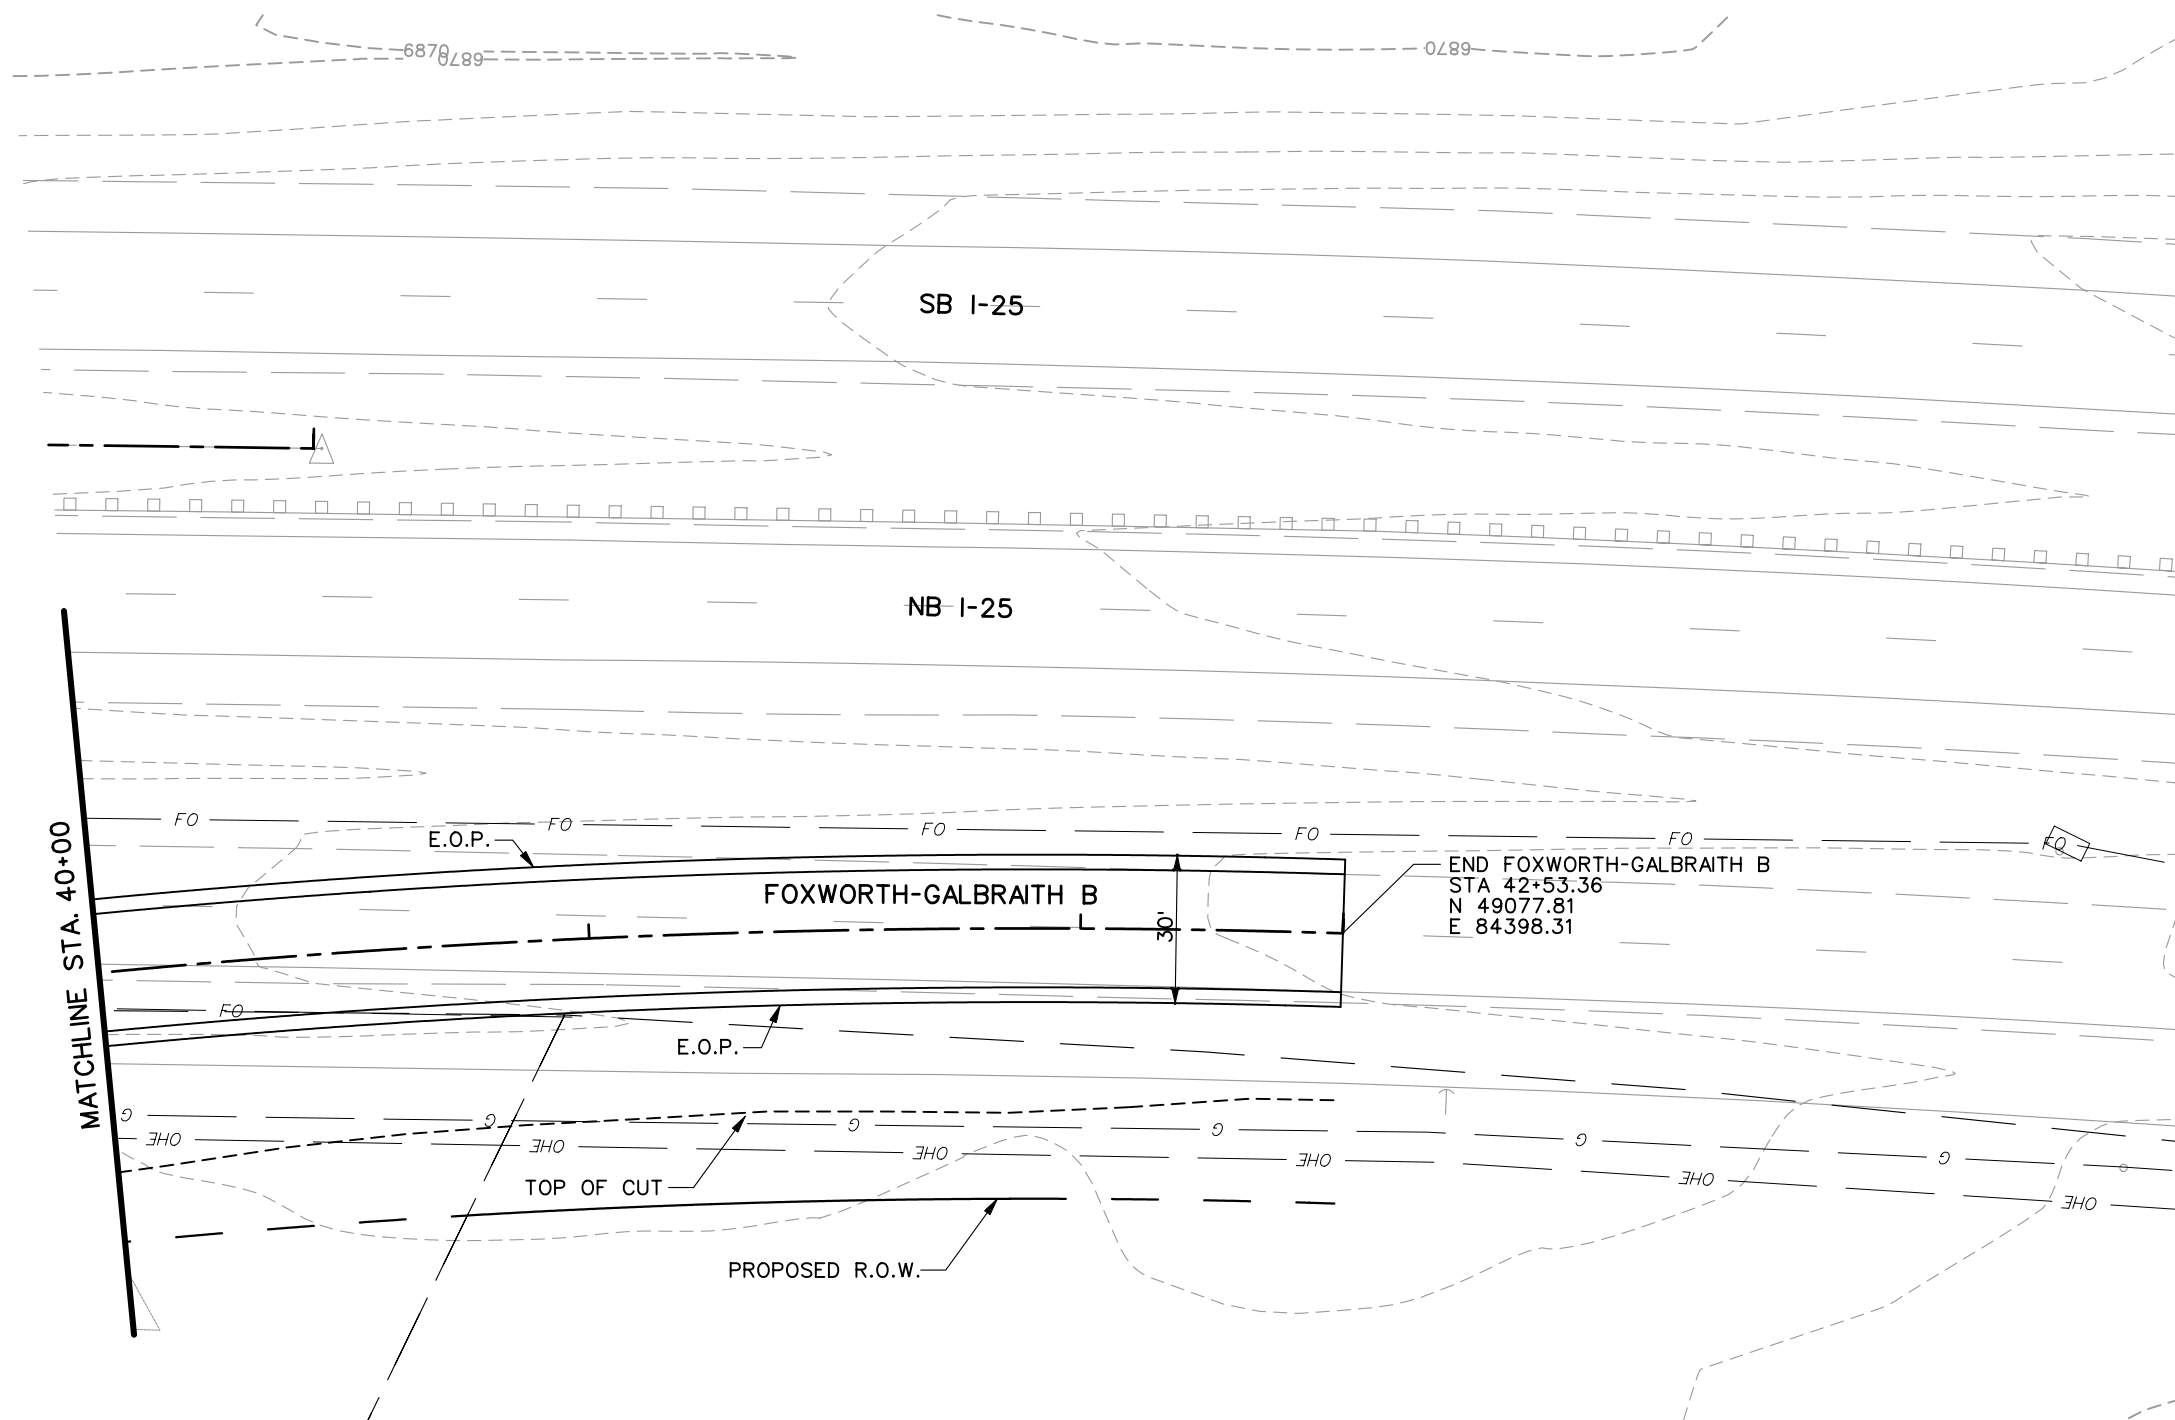 6870
6870
6870
SB I-25
NB I-25
MATCHLINE STA. 40+00
FO
FO
FO
FO
FO
FO
E.O.P.
END FOXWORTH-GALBRAITH B
STA 42+53.36
N 49077.81
E 84398.31
FOXWORTH-GALBRAITH B
30'
FO
E.O.P.
G
G
G
G
G
G
OHE
OHE
OHE
OHE
OHE
OHE
TOP OF CUT
PROPOSED R.O.W.